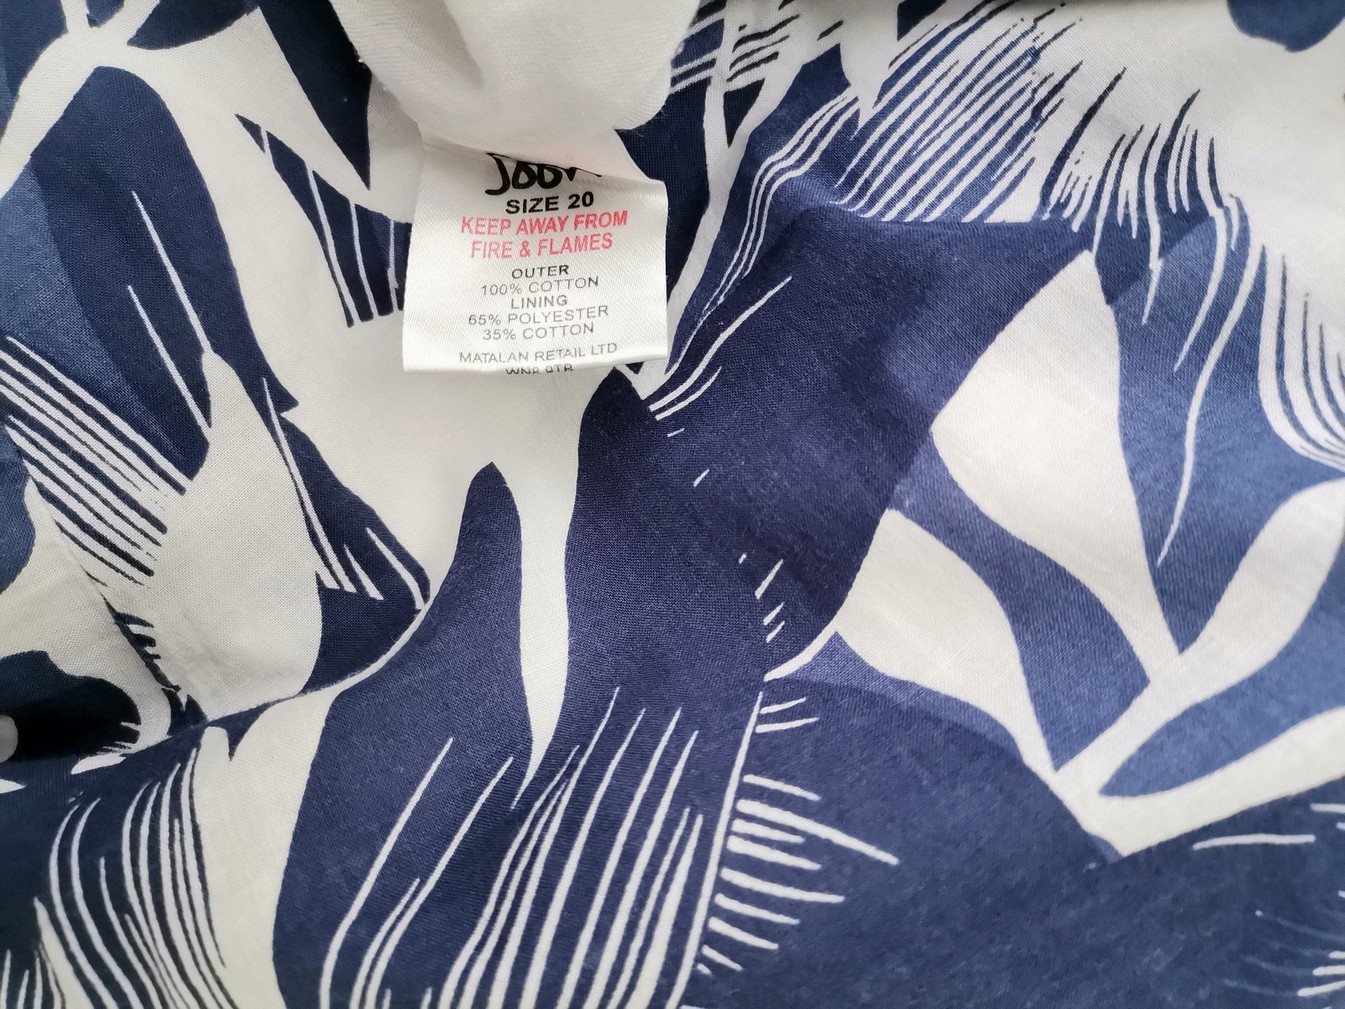 SIZE 20
KEEP AWAY FROM
FIRE & FLAMES
OUTER
100% COTTON
LINING
65% POLYESTER
35% COTTON
MATALAN RETAIL LTD